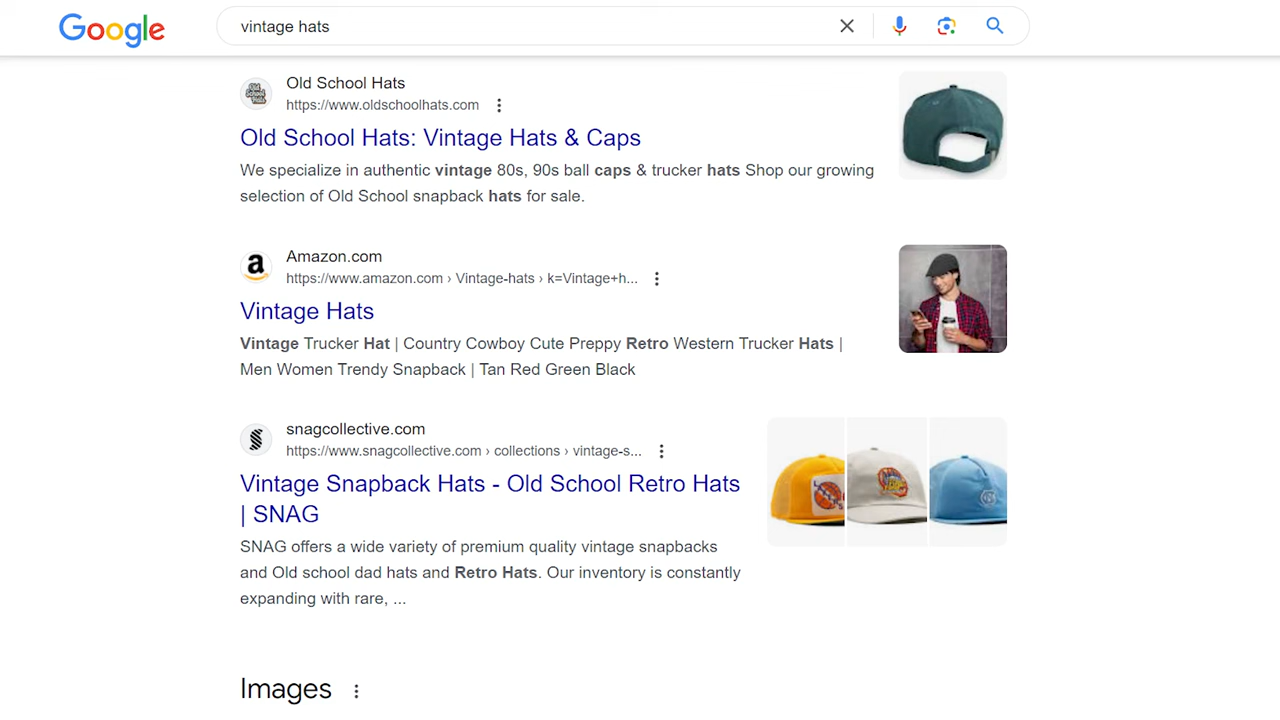 Google
vintage hats
Old School Hats
https://www.oldschoolhats.com
Old School Hats: Vintage Hats & Caps
We specialize in authentic vintage 80s, 90s ball caps & trucker hats Shop our growing
selection of Old School snapback hats for sale.
Amazon.com
https://www.amazon.com › Vintage-hats › k=Vintage+h...
Vintage Hats
Vintage Trucker Hat | Country Cowboy Cute Preppy Retro Western Trucker Hats |
Men Women Trendy Snapback | Tan Red Green Black
snagcollective.com
https://www.snagcollective.com › collections › vintage-s...
Vintage Snapback Hats - Old School Retro Hats
| SNAG
SNAG offers a wide variety of premium quality vintage snapbacks
and Old school dad hats and Retro Hats. Our inventory is constantly
expanding with rare, ...
Images